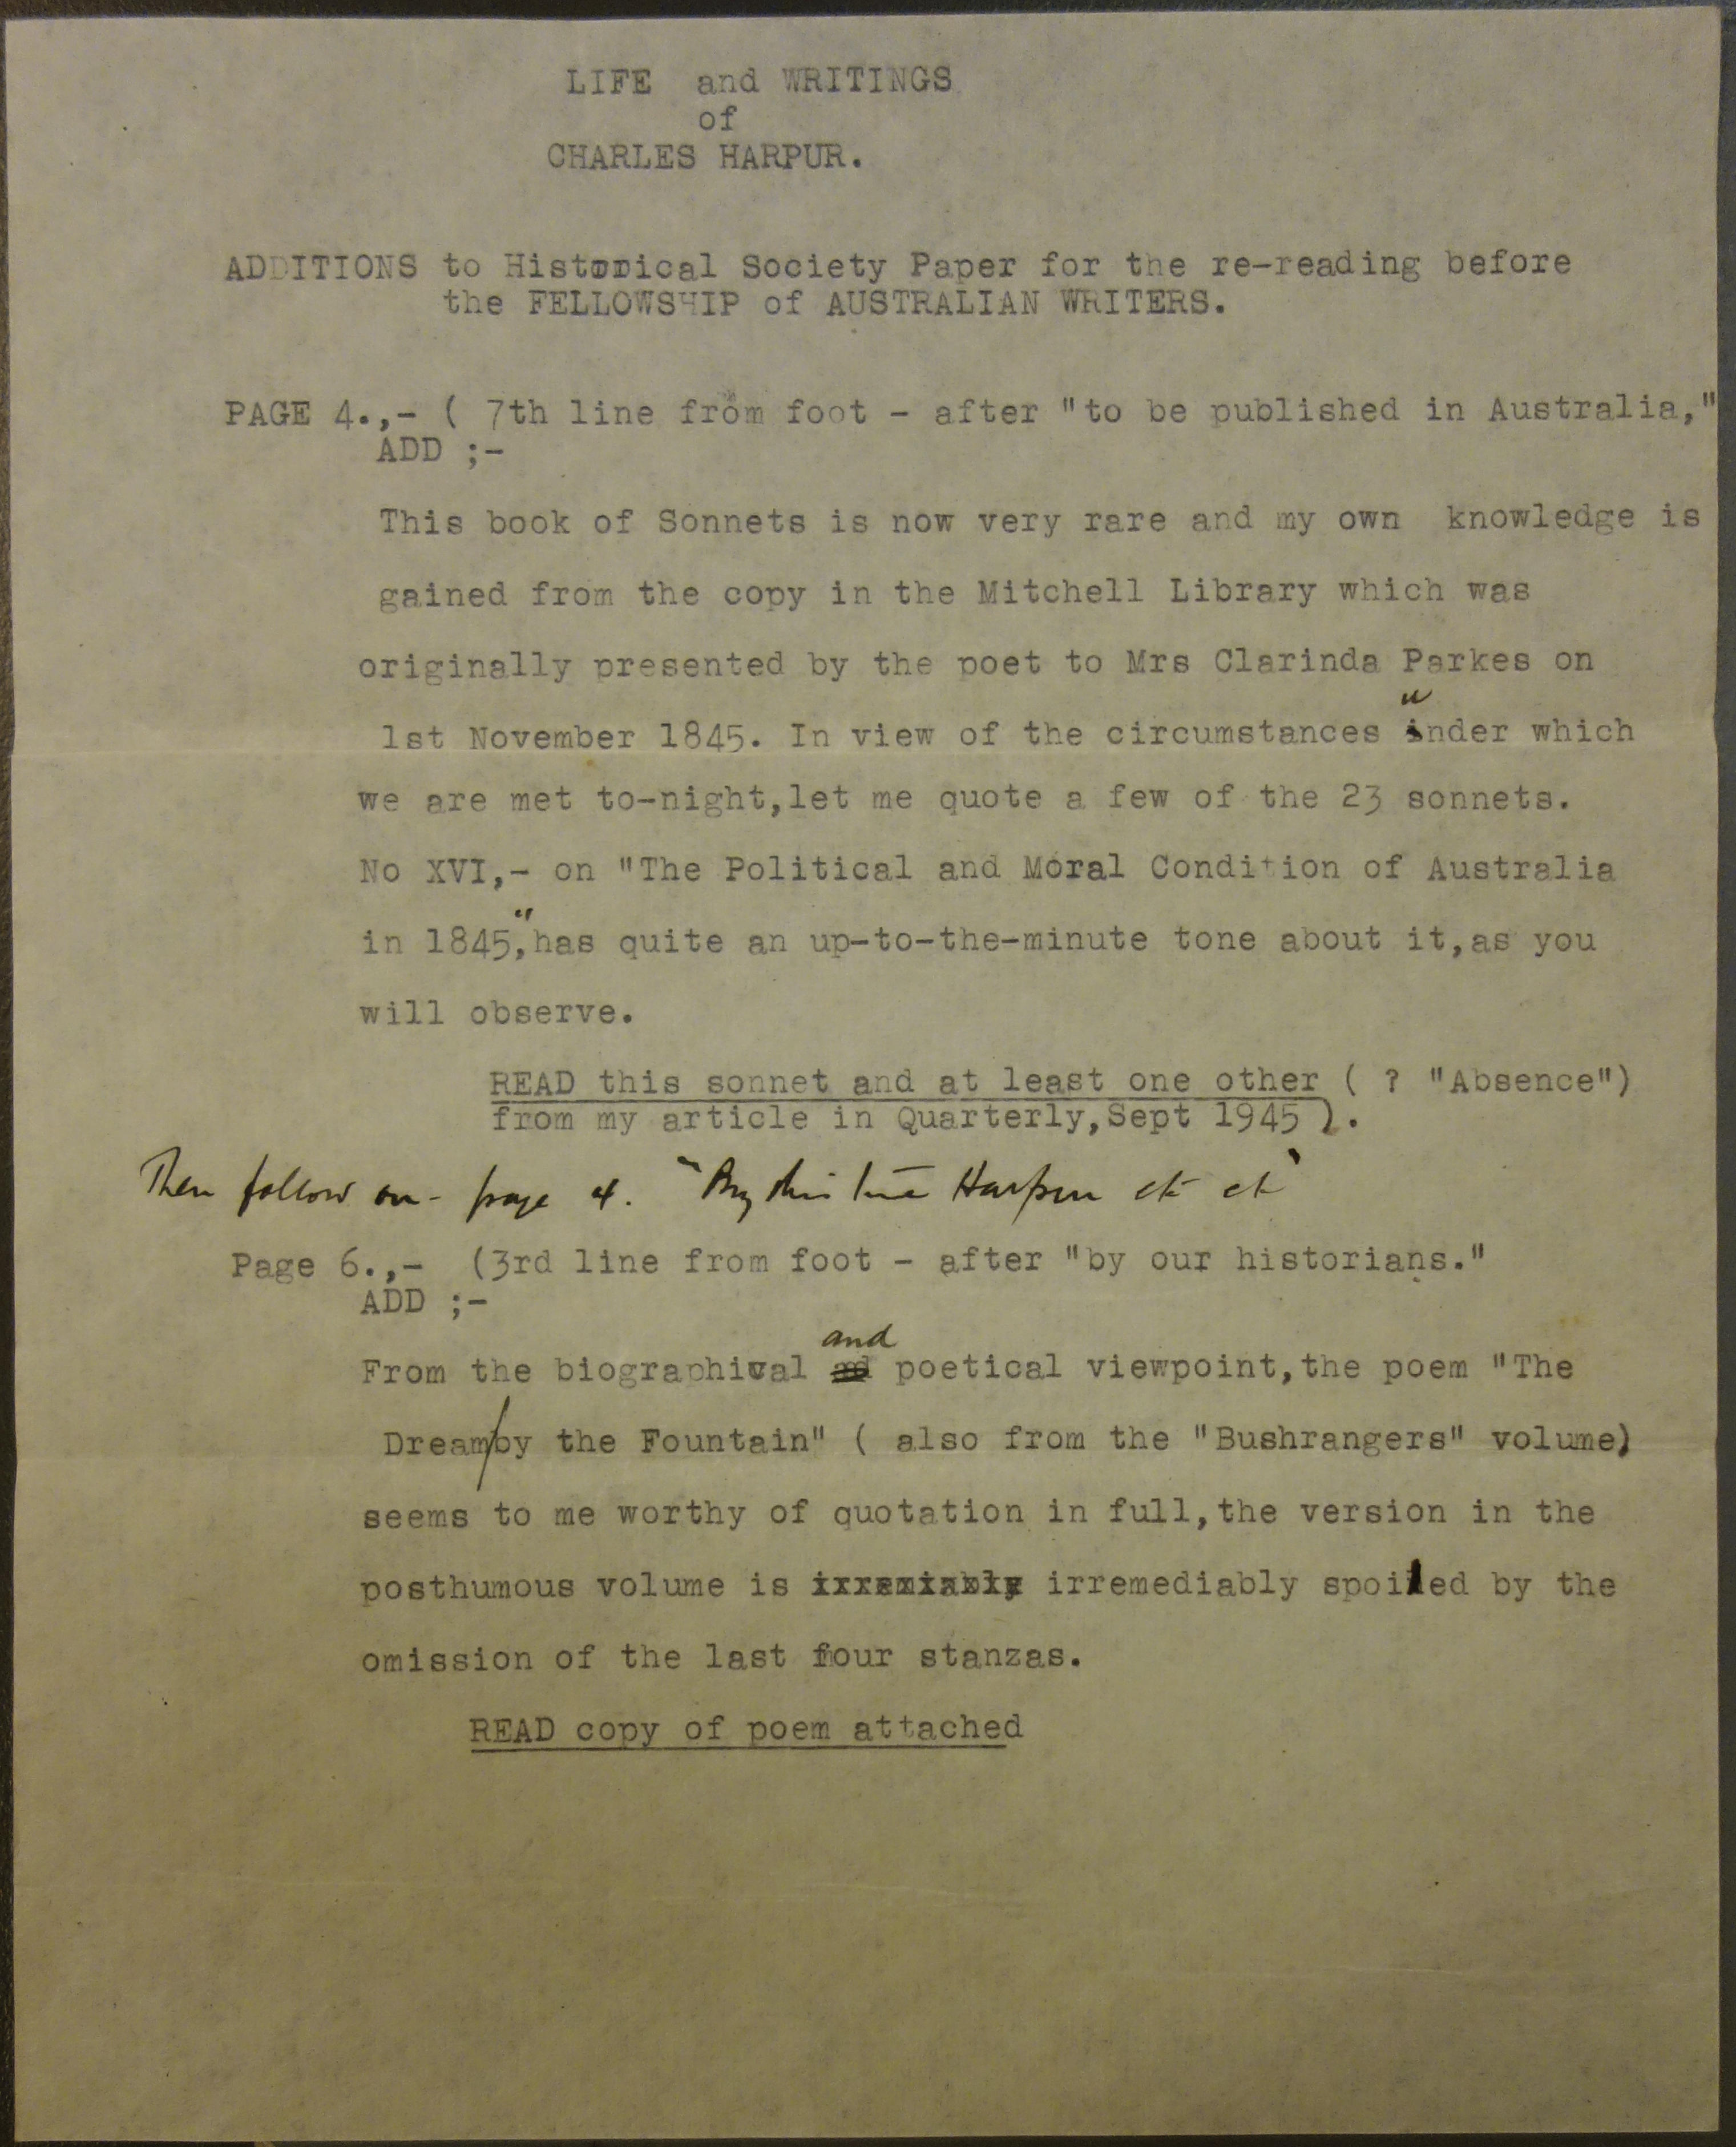 LIFE and WRITINGS
of
CHARLES HARPUR.
ADDITIONS to Historical Society Paper for the re-reading before
the FELLOWSHIP of AUSTRALIAN WRITERS.
PAGE 4.,- ( 7th line from foot - after "to be published in Australia,"
ADD ;-
This book of Sonnets is now very rare and my own knowledge is
gained from the copy in the Mitchell Library which was
originally presented by the poet to Mrs Clarinda Parkes on
1st November 1845. In view of the circumstances under which
we are met to-night,let me quote a few of the 23 sonnets.
No XVI,- on "The Political and Moral Condition of Australia
in 1845," has quite an up-to-the-minute tone about it,as you
will observe.
READ this sonnet and at least one other ( ? "Absence")
from my article in Quarterly,Sept 1945 ).
Then follow on - page 4. "By this time Harpur etc etc"
Page 6.,- (3rd line from foot - after "by our historians."
ADD ;-
From the biographical and poetical viewpoint,the poem "The
Dream/by the Fountain" ( also from the "Bushrangers" volume)
seems to me worthy of quotation in full,the version in the
posthumous volume is irremediably spoiled by the
omission of the last four stanzas.
READ copy of poem attached